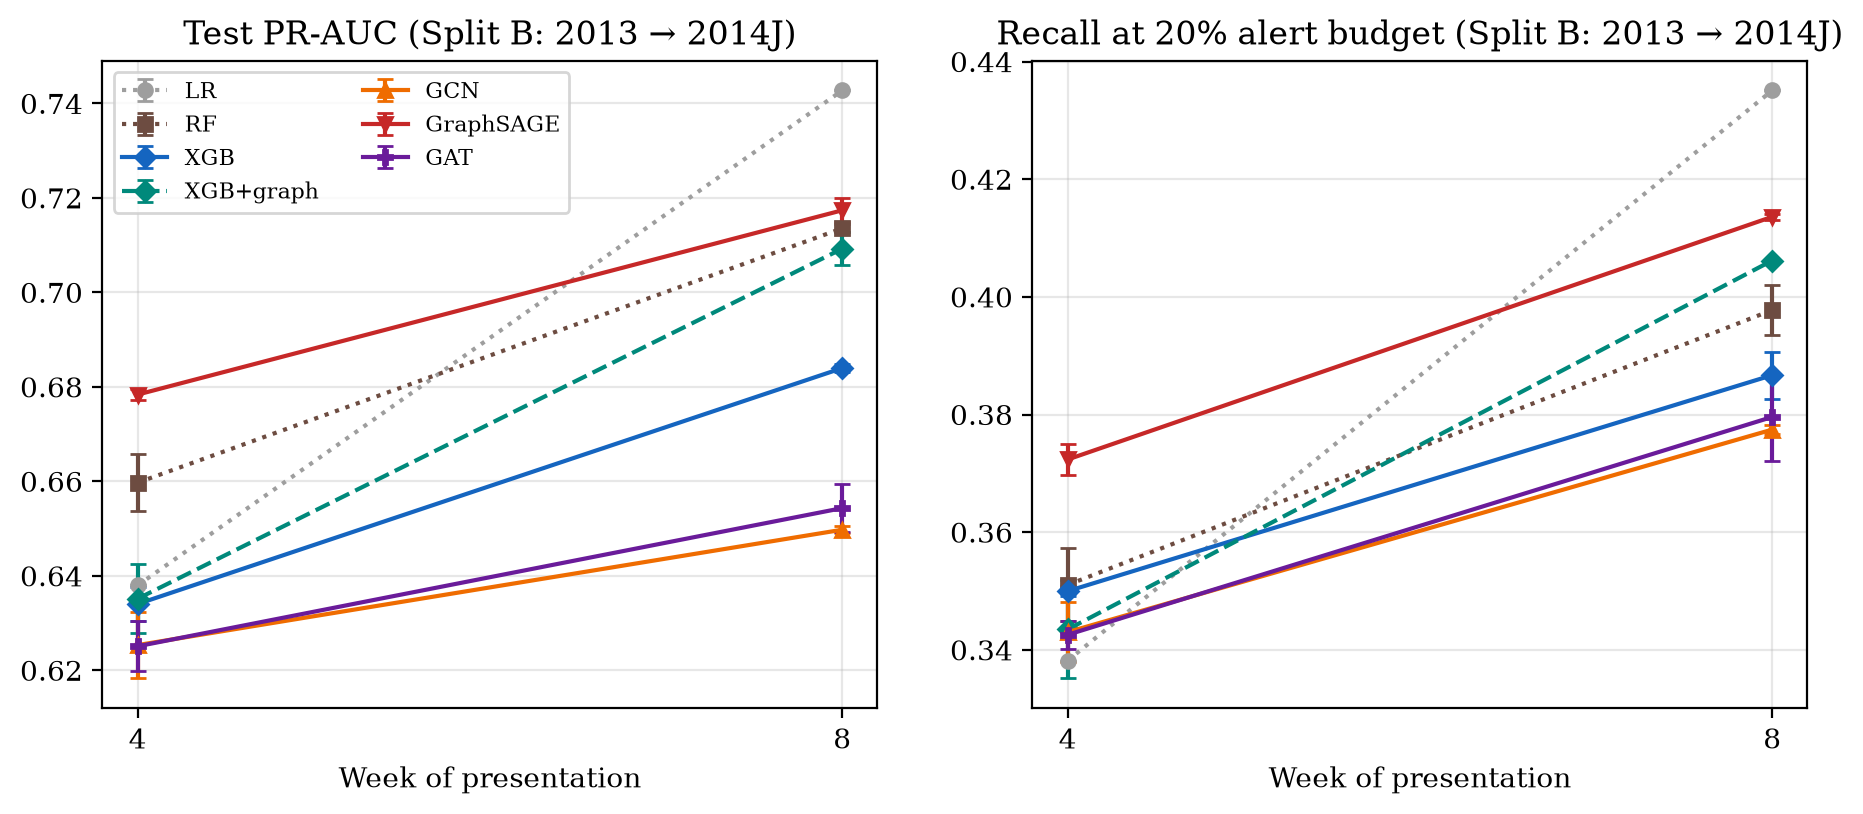 Test PR-AUC (Split B: 2013 → 2014J)
LR
RF
XGB
XGB+graph
GCN
GraphSAGE
GAT
0.74
0.72
0.70
0.68
0.66
0.64
0.62
4
8
Week of presentation
Recall at 20% alert budget (Split B: 2013 → 2014J)
0.44
0.42
0.40
0.38
0.36
0.34
4
8
Week of presentation